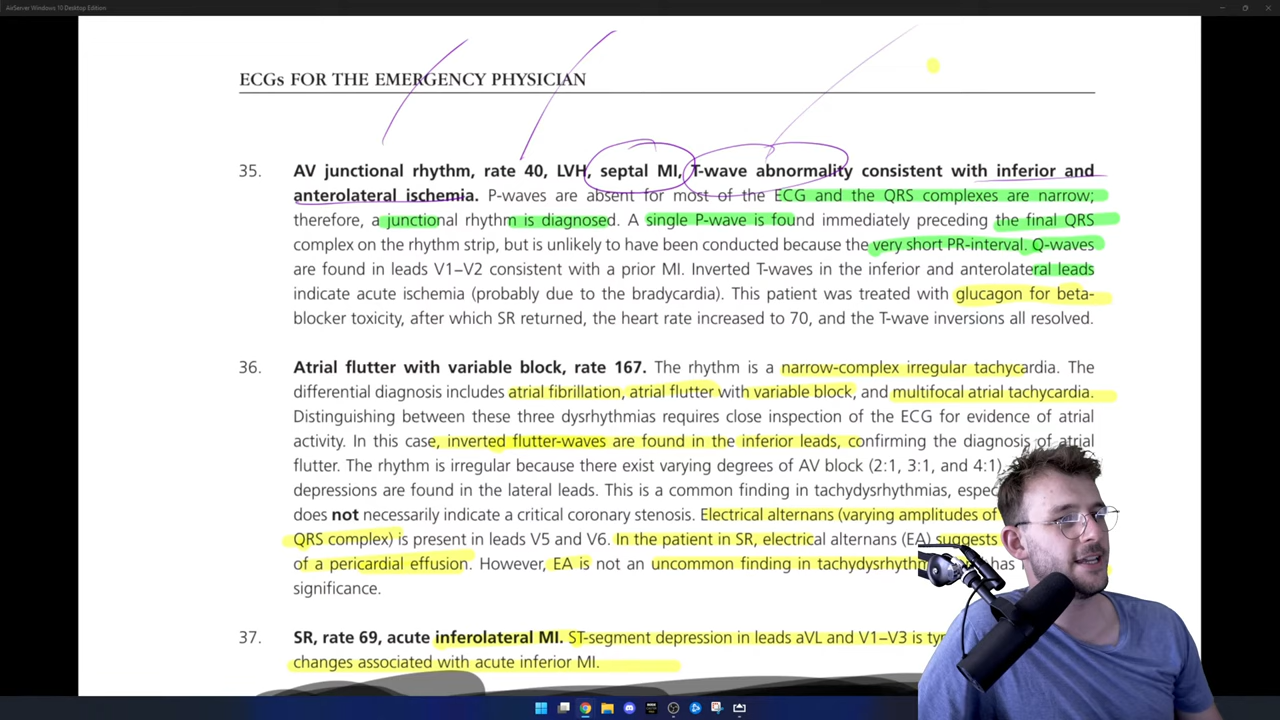 AirServer Windows 10 Desktop Edition
ECGs FOR THE EMERGENCY PHYSICIAN
35. AV junctional rhythm, rate 40, LVH, septal MI, T-wave abnormality consistent with inferior and
anterolateral ischemia. P-waves are absent for most of the ECG and the QRS complexes are narrow;
therefore, a junctional rhythm is diagnosed. A single P-wave is found immediately preceding the final QRS
complex on the rhythm strip, but is unlikely to have been conducted because the very short PR-interval. Q-waves
are found in leads V1–V2 consistent with a prior MI. Inverted T-waves in the inferior and anterolateral leads
indicate acute ischemia (probably due to the bradycardia). This patient was treated with glucagon for beta-
blocker toxicity, after which SR returned, the heart rate increased to 70, and the T-wave inversions all resolved.
36. Atrial flutter with variable block, rate 167. The rhythm is a narrow-complex irregular tachycardia. The
differential diagnosis includes atrial fibrillation, atrial flutter with variable block, and multifocal atrial tachycardia.
Distinguishing between these three dysrhythmias requires close inspection of the ECG for evidence of atrial
activity. In this case, inverted flutter-waves are found in the inferior leads, confirming the diagnosis of atrial
flutter. The rhythm is irregular because there exist varying degrees of AV block (2:1, 3:1, and 4:1).
depressions are found in the lateral leads. This is a common finding in tachydysrhythmias,
does not necessarily indicate a critical coronary stenosis. Electrical alternans (varying amplitudes of
QRS complex) is present in leads V5 and V6. In the patient in SR, electrical alternans (EA) suggests
of a pericardial effusion. However, EA is not an uncommon finding in has
significance.
37. SR, rate 69, acute inferolateral MI. ST-segment depression in leads aVL and V1–V3 is
changes associated with acute inferior MI.